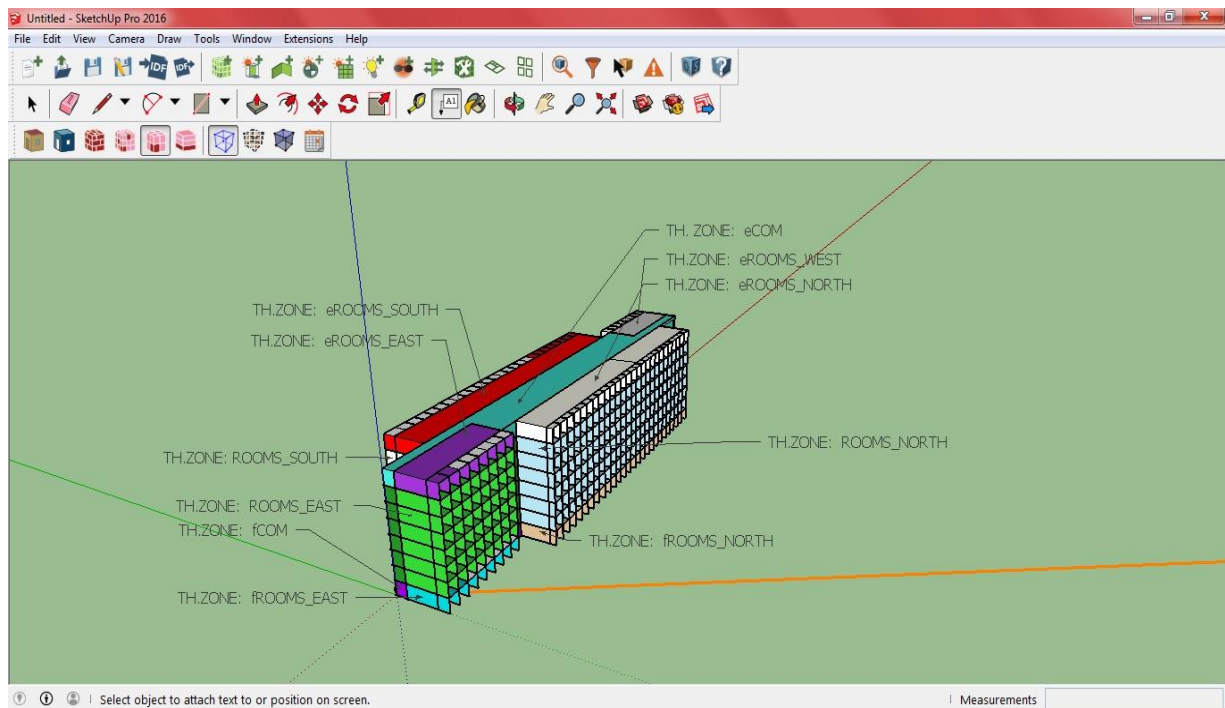 Untitled - SketchUp Pro 2016
File Edit View Camera Draw Tools Window Extensions Help
IDF IDF
A1
TH. ZONE: eCOM
TH.ZONE: eROOMS_WEST
TH.ZONE: eROOMS_NORTH
TH.ZONE: eROOMS_SOUTH
TH.ZONE: eROOMS_EAST
TH.ZONE: ROOMS_NORTH
TH.ZONE: ROOMS_SOUTH
TH.ZONE: ROOMS_EAST
TH.ZONE: fCOM
TH.ZONE: fROOMS_NORTH
TH.ZONE: fROOMS_EAST
Select object to attach text to or position on screen.
Measurements